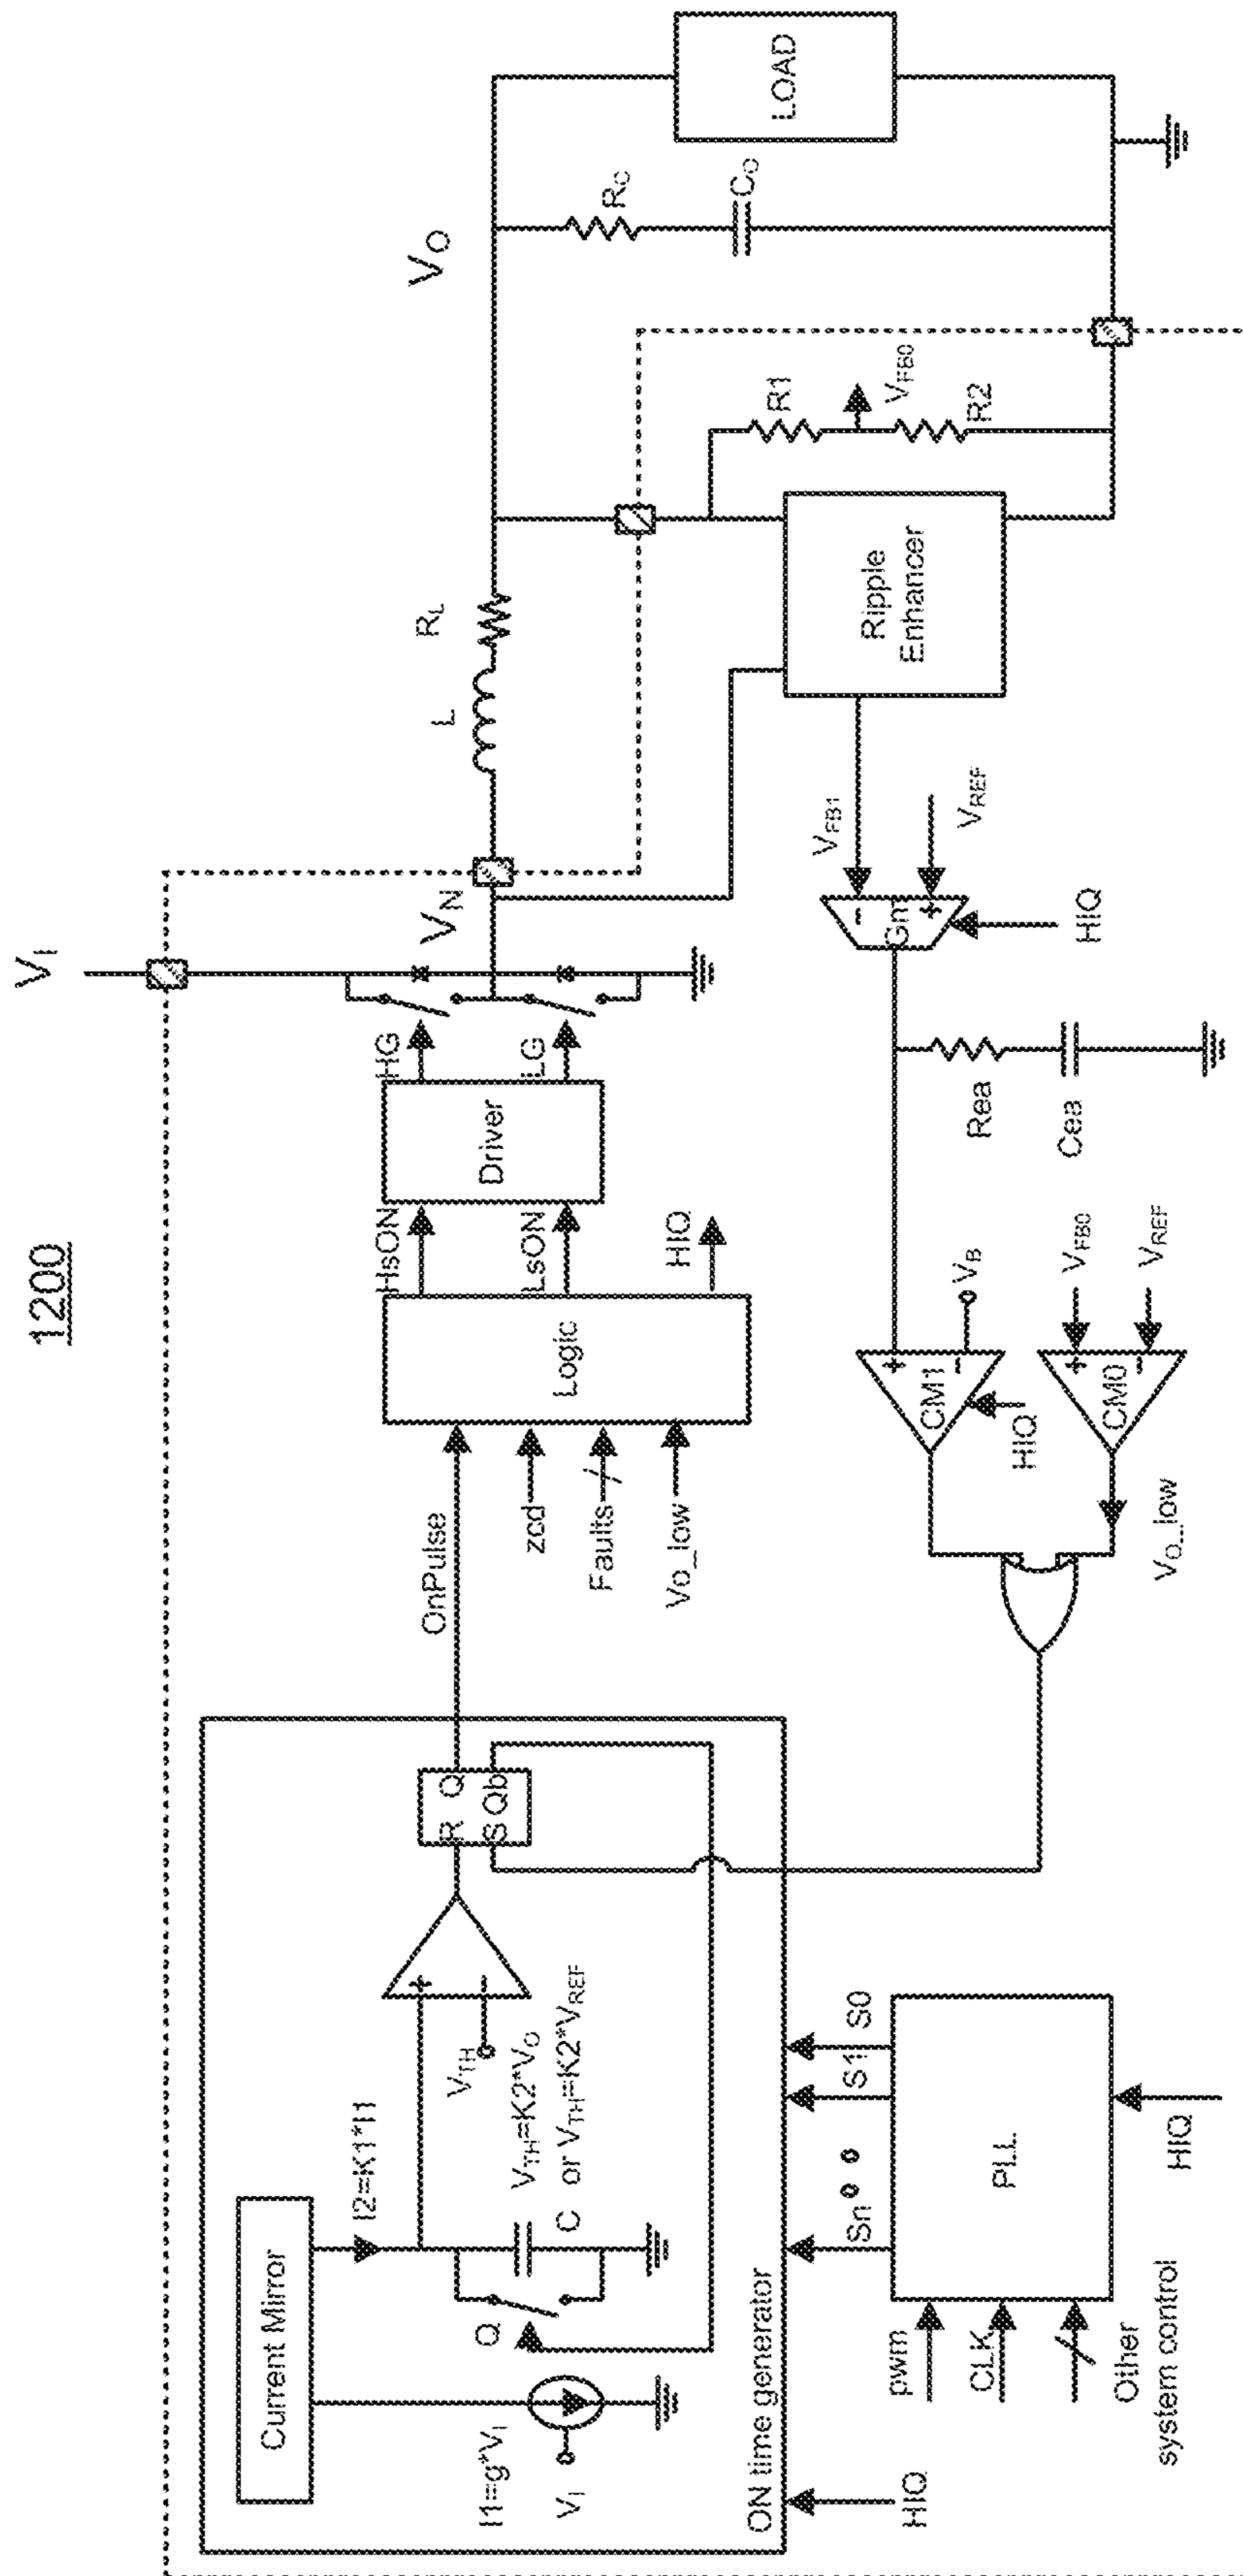 1200
V_I
V_N
V_O
L
R_L
R_C
C_O
LOAD
Current Mirror
I2=K1*I1
I1=g*V_I
V_I
Q
C
V_TH
V_TH=K2*V_O
or V_TH=K2*V_REF
R Q
S Qb
ON time generator
HIQ
OnPulse
zcd
Faults
Vo_low
Logic
HsON
LsON
HIQ
Driver
HG
LG
Ripple
Enhancer
R1
V_FB0
R2
V_FB1
V_REF
Gm
HIQ
Rea
Cea
V_B
CM1
HIQ
V_FB0
V_REF
CM0
V_O_low
Sn
S1
S0
PLL
pwm
CLK
Other
system control
HIQ